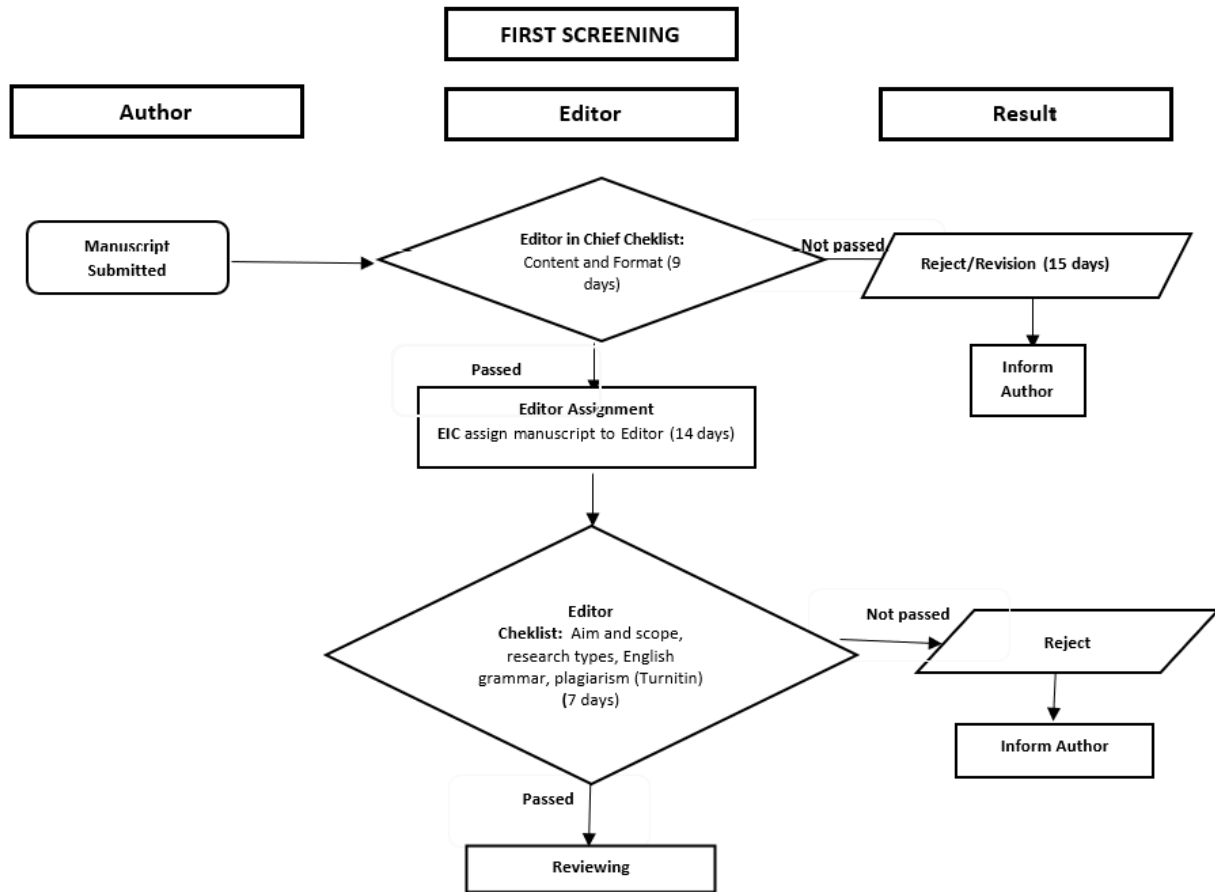 FIRST SCREENING
Author
Editor
Result
Manuscript
Submitted
Editor in Chief Cheklist:
Content and Format (9
days)
Not passed
Reject/Revision (15 days)
Inform
Author
Passed
Editor Assignment
EIC assign manuscript to Editor (14 days)
Editor
Cheklist: Aim and scope,
research types, English
grammar, plagiarism (Turnitin)
(7 days)
Not passed
Reject
Inform Author
Passed
Reviewing